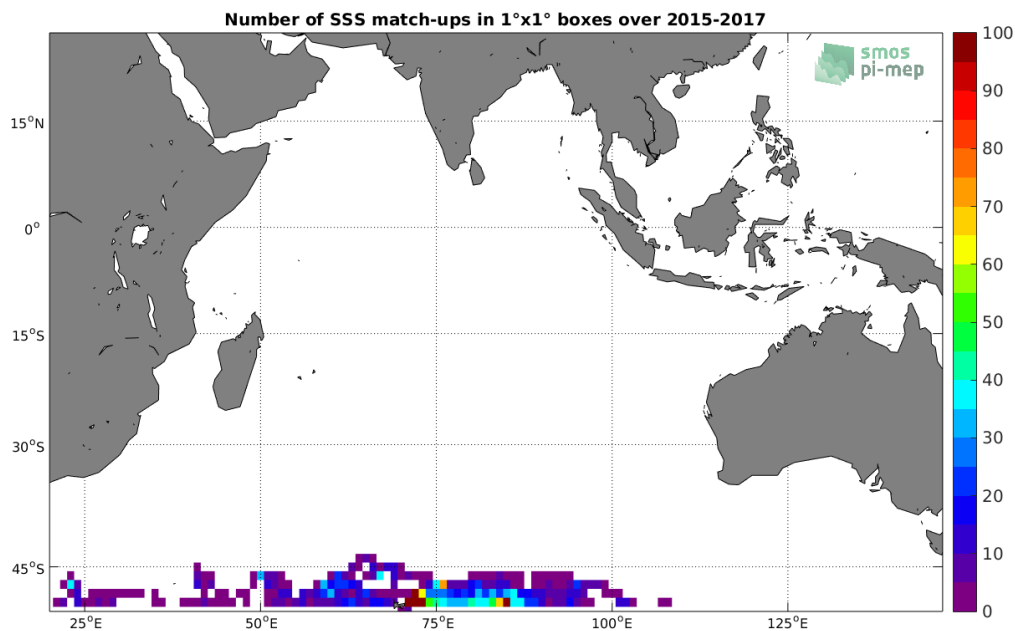 Number of SSS match-ups in 1°x1° boxes over 2015-2017
smos
pi-mep
100
90
80
70
60
50
40
30
20
10
0
15°N
0°
15°S
30°S
45°S
25°E
50°E
75°E
100°E
125°E